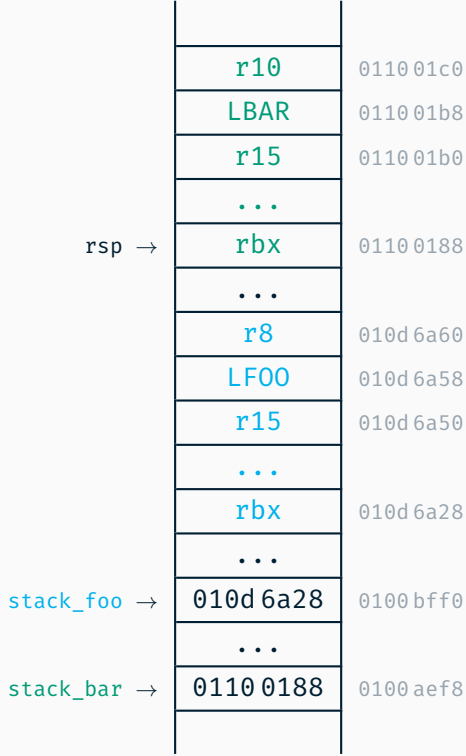 r10 0110 01c0
LBAR 0110 01b8
r15 0110 01b0
...
rsp → rbx 0110 0188
...
r8 010d 6a60
LFOO 010d 6a58
r15 010d 6a50
...
rbx 010d 6a28
...
stack_foo → 010d 6a28 0100 bff0
...
stack_bar → 0110 0188 0100 aef8